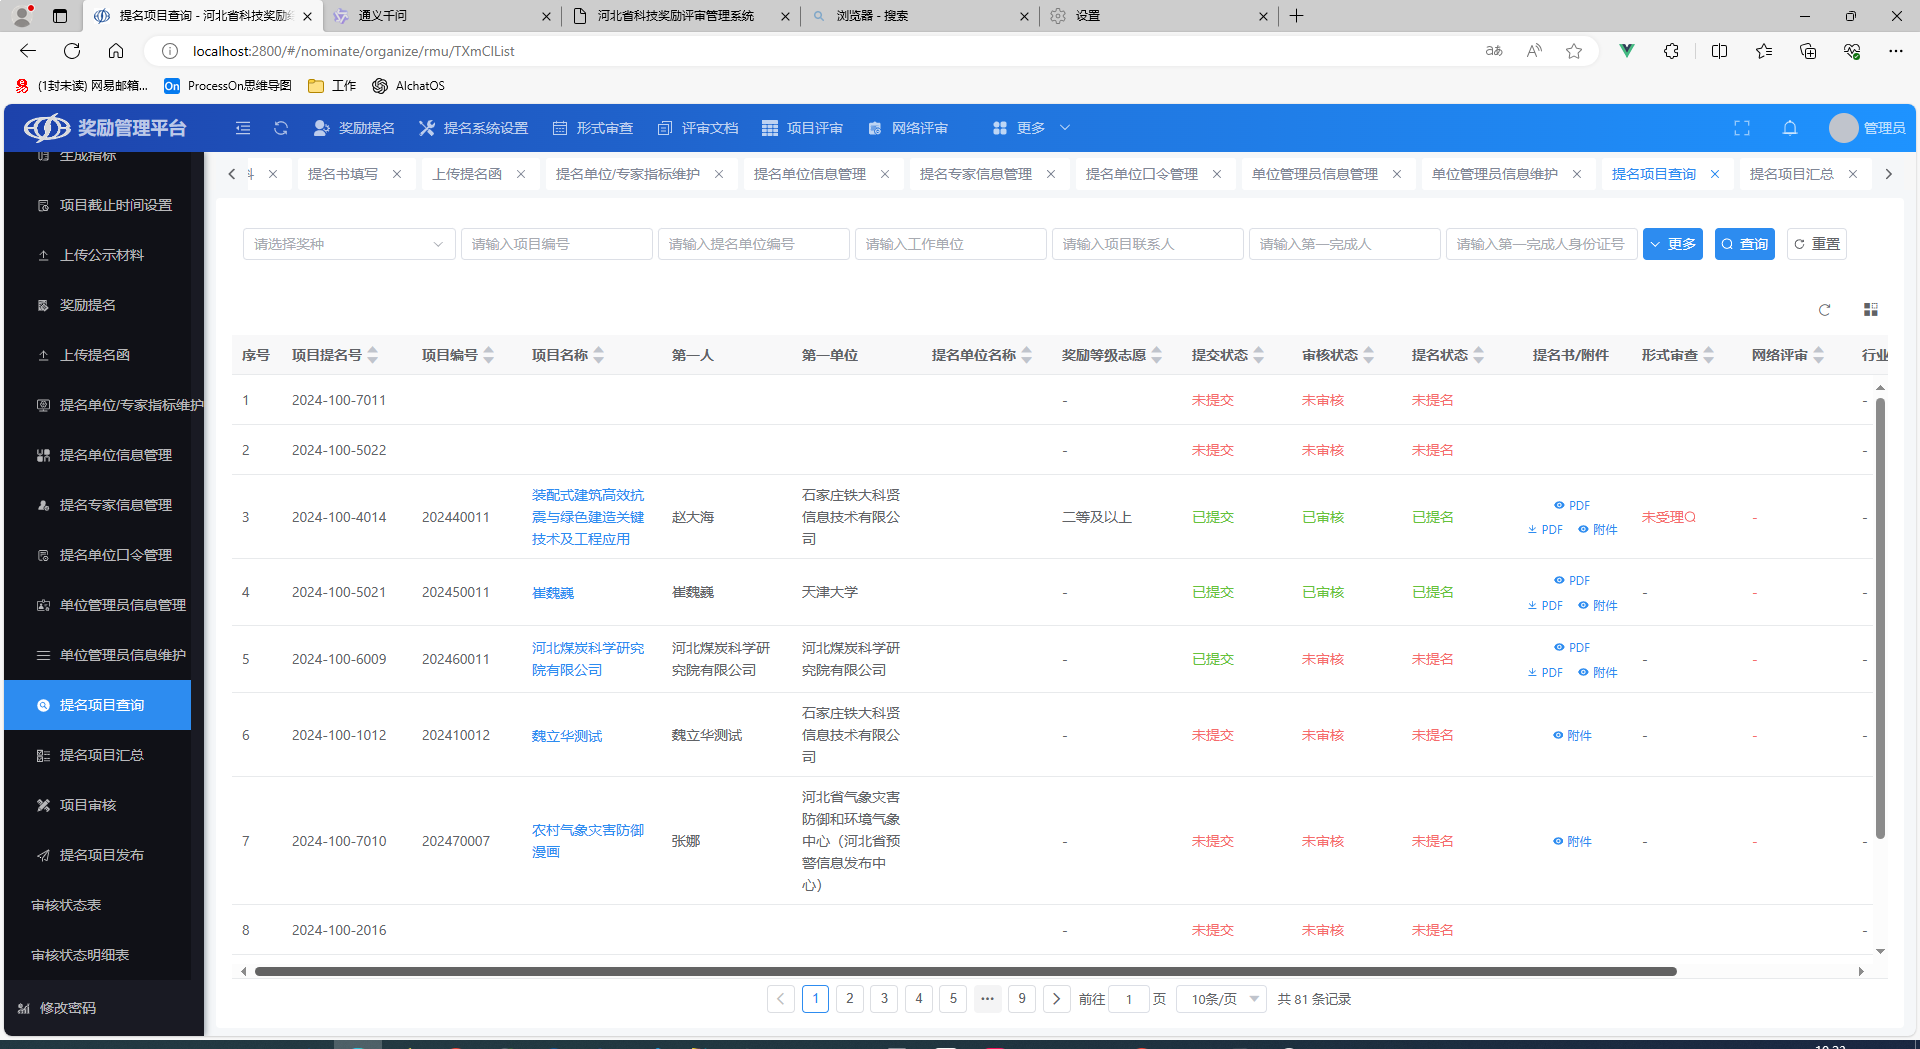 提名项目查询 - 河北省科技奖励综
通义千问
河北省科技奖励评审管理系统
浏览器 - 搜索
设置
localhost:2800/#/nominate/organize/rmu/TXmClList
(1封未读) 网易邮箱...
On ProcessOn思维导图
工作
AIchatOS
奖励管理平台
奖励提名
提名系统设置
形式审查
评审文档
项目评审
网络评审
更多
管理员
生成指标
项目截止时间设置
上传公示材料
奖励提名
上传提名函
提名单位/专家指标维护
提名单位信息管理
提名专家信息管理
提名单位口令管理
单位管理员信息管理
单位管理员信息维护
提名项目查询
提名项目汇总
项目审核
提名项目发布
审核状态表
审核状态明细表
修改密码
提名书填写
上传提名函
提名单位/专家指标维护
提名单位信息管理
提名专家信息管理
提名单位口令管理
单位管理员信息管理
单位管理员信息维护
提名项目查询
提名项目汇总
请选择奖种
请输入项目编号
请输入提名单位编号
请输入工作单位
请输入项目联系人
请输入第一完成人
请输入第一完成人身份证号
更多
查询
重置
序号 项目提名号 项目编号 项目名称 第一人 第一单位 提名单位名称 奖励等级志愿 提交状态 审核状态 提名状态 提名书/附件 形式审查 网络评审 行业
1 2024-100-7011 - 未提交 未审核 未提名 -
2 2024-100-5022 - 未提交 未审核 未提名 -
3 2024-100-4014 202440011
装配式建筑高效抗
震与绿色建造关键
技术及工程应用
赵大海
石家庄铁大科贤
信息技术有限公
司
二等及以上 已提交 已审核 已提名
PDF
PDF 附件
未受理 - -
4 2024-100-5021 202450011 崔魏巍 崔魏巍 天津大学 - 已提交 已审核 已提名
PDF
PDF 附件
- - -
5 2024-100-6009 202460011
河北煤炭科学研究
院有限公司
河北煤炭科学研
究院有限公司
河北煤炭科学研
究院有限公司
- 已提交 未审核 未提名
PDF
PDF 附件
- - -
6 2024-100-1012 202410012 魏立华测试 魏立华测试
石家庄铁大科贤
信息技术有限公
司
- 未提交 未审核 未提名 附件 - - -
7 2024-100-7010 202470007
农村气象灾害防御
漫画
张娜
河北省气象灾害
防御和环境气象
中心（河北省预
警信息发布中
心）
- 未提交 未审核 未提名 附件 - - -
8 2024-100-2016 - 未提交 未审核 未提名 -
1 2 3 4 5 ••• 9 前往 1 页 10条/页 共 81 条记录